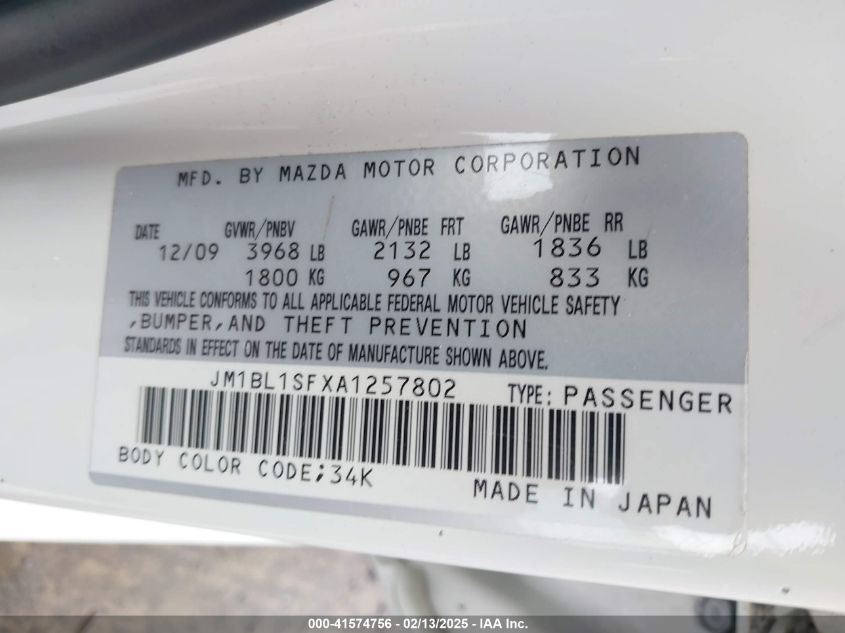 MFD. BY MAZDA MOTOR CORPORATION
DATE GVWR/PNBV GAWR/PNBE FRT GAWR/PNBE RR
12/09 3968 LB 2132 LB 1836 LB
1800 KG 967 KG 833 KG
THIS VEHICLE CONFORMS TO ALL APPLICABLE FEDERAL MOTOR VEHICLE SAFETY
,BUMPER,AND THEFT PREVENTION
STANDARDS IN EFFECT ON THE DATE OF MANUFACTURE SHOWN ABOVE.
JM1BL1SFXA1257802 TYPE: PASSENGER
BODY COLOR CODE;34K
MADE IN JAPAN
000-41574756 - 02/13/2025 - IAA Inc.